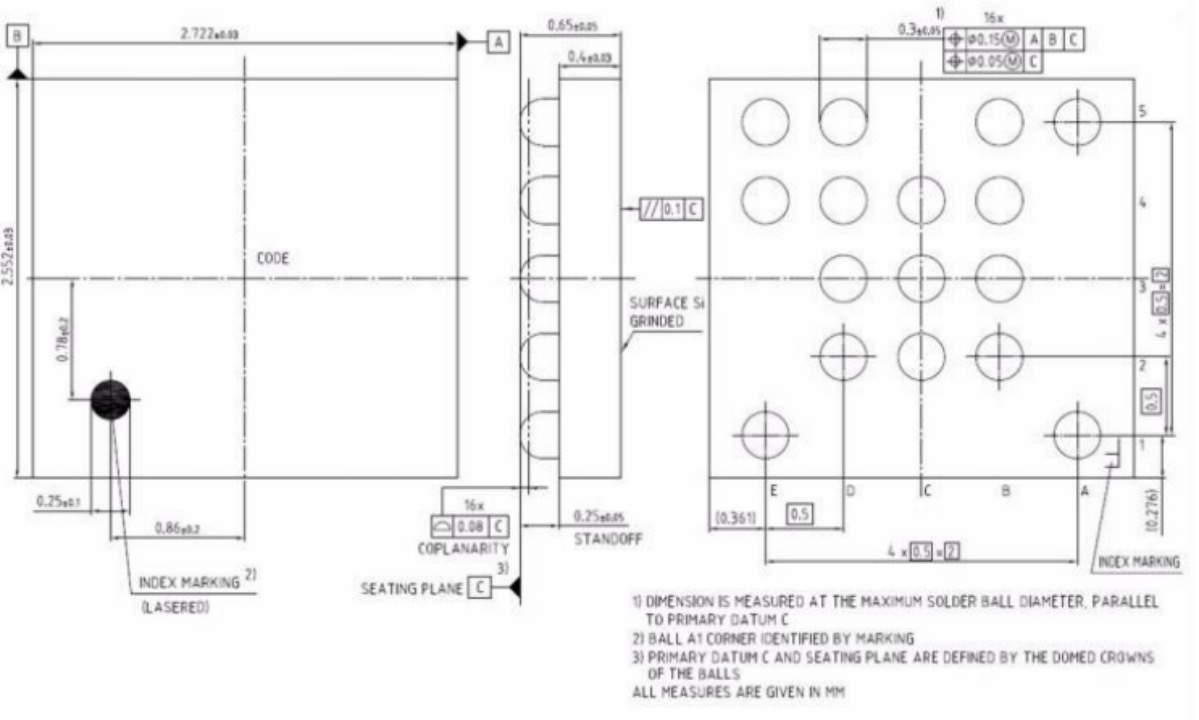 B
2.722±0.03
A
2.552±0.03
CODE
0.78±0.2
0.25±0.1
0.86±0.2
INDEX MARKING 2)
(LASERED)
0.65±0.05
0.4±0.03
// 0.1 C
SURFACE Si
GRINDED
16x
0.08 C
COPLANARITY
0.25±0.05
STANDOFF
3)
SEATING PLANE C
1) 16x
0.3±0.05
⌖ ⌀0.15Ⓜ A B C
⌖ ⌀0.05Ⓜ C
5
4
3
2
1
4 x 0.5 = 2
0.5
(0.276)
E D C B A
(0.361) 0.5
4 x 0.5 = 2
INDEX MARKING
1) DIMENSION IS MEASURED AT THE MAXIMUM SOLDER BALL DIAMETER, PARALLEL
TO PRIMARY DATUM C
2) BALL A1 CORNER IDENTIFIED BY MARKING
3) PRIMARY DATUM C AND SEATING PLANE ARE DEFINED BY THE DOMED CROWNS
OF THE BALLS
ALL MEASURES ARE GIVEN IN MM